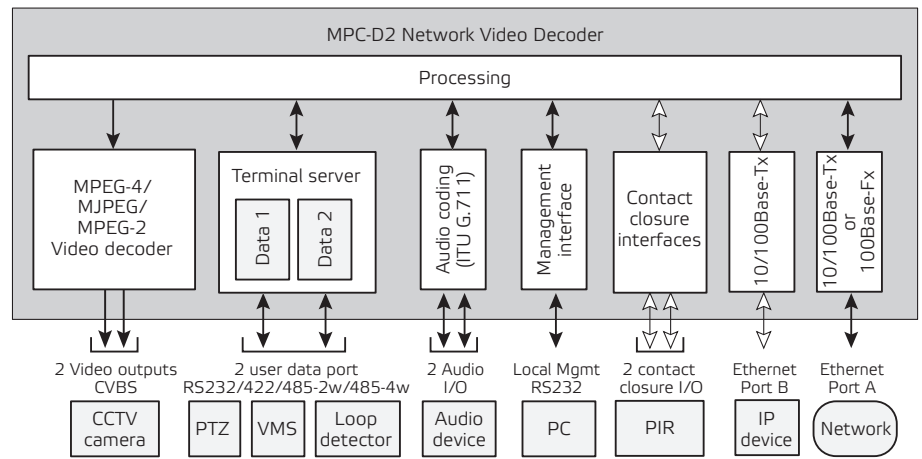 MPC-D2 Network Video Decoder
Processing
MPEG-4/
MJPEG/
MPEG-2
Video decoder
Terminal server
Data 1
Data 2
Audio coding
(ITU G.711)
Management
interface
Contact
closure
interfaces
10/100Base-Tx
10/100Base-Tx
or
100Base-Fx
2 Video outputs
CVBS
2 user data port
RS232/422/485-2w/485-4w
2 Audio
I/O
Local Mgmt
RS232
2 contact
closure I/O
Ethernet
Port B
Ethernet
Port A
CCTV
camera
PTZ
VMS
Loop
detector
Audio
device
PC
PIR
IP
device
Network